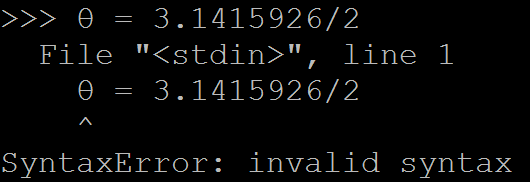 >>> θ = 3.1415926/2
File "<stdin>", line 1
θ = 3.1415926/2
^
SyntaxError: invalid syntax